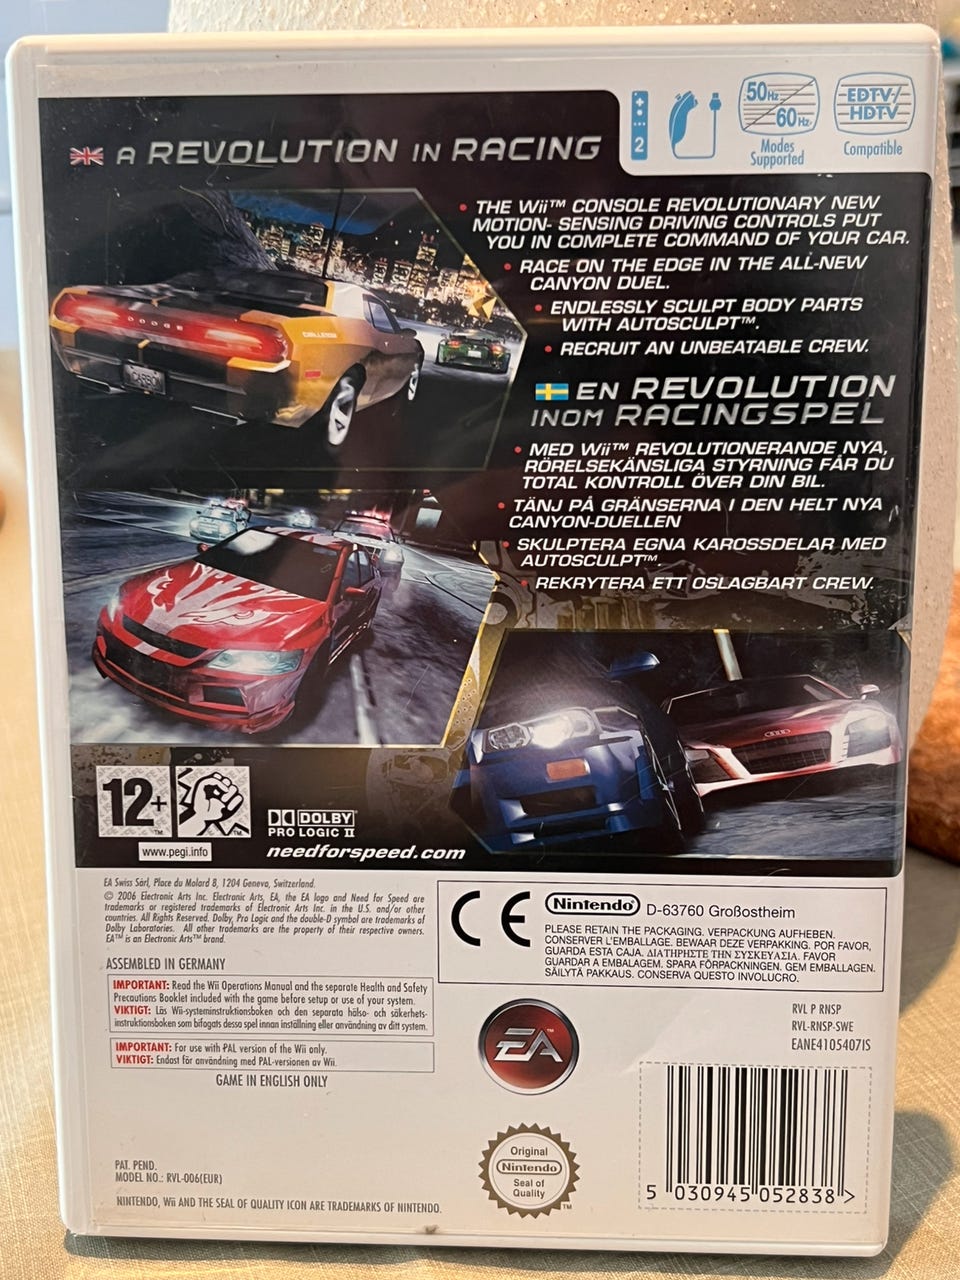 A REVOLUTION IN RACING
2
50Hz
60Hz
Modes
Supported
EDTV/
HDTV
Compatible
• THE Wii™ CONSOLE REVOLUTIONARY NEW
MOTION- SENSING DRIVING CONTROLS PUT
YOU IN COMPLETE COMMAND OF YOUR CAR.
• RACE ON THE EDGE IN THE ALL-NEW
CANYON DUEL.
• ENDLESSLY SCULPT BODY PARTS
WITH AUTOSCULPT™.
• RECRUIT AN UNBEATABLE CREW.
DODGE
CHALLENGER
CARBON
EN REVOLUTION
INOM RACINGSPEL
• MED Wii™ REVOLUTIONERANDE NYA,
RÖRELSEKÄNSLIGA STYRNING FÅR DU
TOTAL KONTROLL ÖVER DIN BIL.
• TÄNJ PÅ GRÄNSERNA I DEN HELT NYA
CANYON-DUELLEN
• SKULPTERA EGNA KAROSSDELAR MED
AUTOSCULPT™.
• REKRYTERA ETT OSLAGBART CREW.
12+
™
www.pegi.info
DOLBY
PRO LOGIC II
needforspeed.com
EA Swiss Sàrl, Place du Molard 8, 1204 Geneva, Switzerland.
© 2006 Electronic Arts Inc. Electronic Arts, EA, the EA logo and Need for Speed are
trademarks or registered trademarks of Electronic Arts Inc. in the U.S. and/or other
countries. All Rights Reserved. Dolby, Pro Logic and the double-D symbol are trademarks of
Dolby Laboratories. All other trademarks are the property of their respective owners.
EA™ is an Electronic Arts™ brand.
ASSEMBLED IN GERMANY
IMPORTANT: Read the Wii Operations Manual and the separate Health and Safety
Precautions Booklet included with the game before setup or use of your system.
VIKTIGT: Läs Wii-systeminstruktionsboken och den separata hälso- och säkerhets-
instruktionsboken som bifogats dessa spel innan inställning eller användning av ditt system.
IMPORTANT: For use with PAL version of the Wii only.
VIKTIGT: Endast för användning med PAL-versionen av Wii.
GAME IN ENGLISH ONLY
CE
Nintendo® D-63760 Großostheim
PLEASE RETAIN THE PACKAGING. VERPACKUNG AUFHEBEN.
CONSERVER L'EMBALLAGE. BEWAAR DEZE VERPAKKING. POR FAVOR,
GUARDA ESTA CAJA. ΔΙΑΤΗΡΗΣΤΕ ΤΗΝ ΣΥΣΚΕΥΑΣΙΑ. FAVOR
GUARDAR A EMBALAGEM. SPARA FÖRPACKNINGEN. GEM EMBALLAGEN.
SÄILYTÄ PAKKAUS. CONSERVA QUESTO INVOLUCRO.
EA™
RVL P RNSP
RVL-RNSP-SWE
EANE41054071S
Original
Nintendo
Seal of
Quality
™
5 030945 052838 >
PAT. PEND.
MODEL NO.: RVL-006(EUR)
NINTENDO, Wii AND THE SEAL OF QUALITY ICON ARE TRADEMARKS OF NINTENDO.